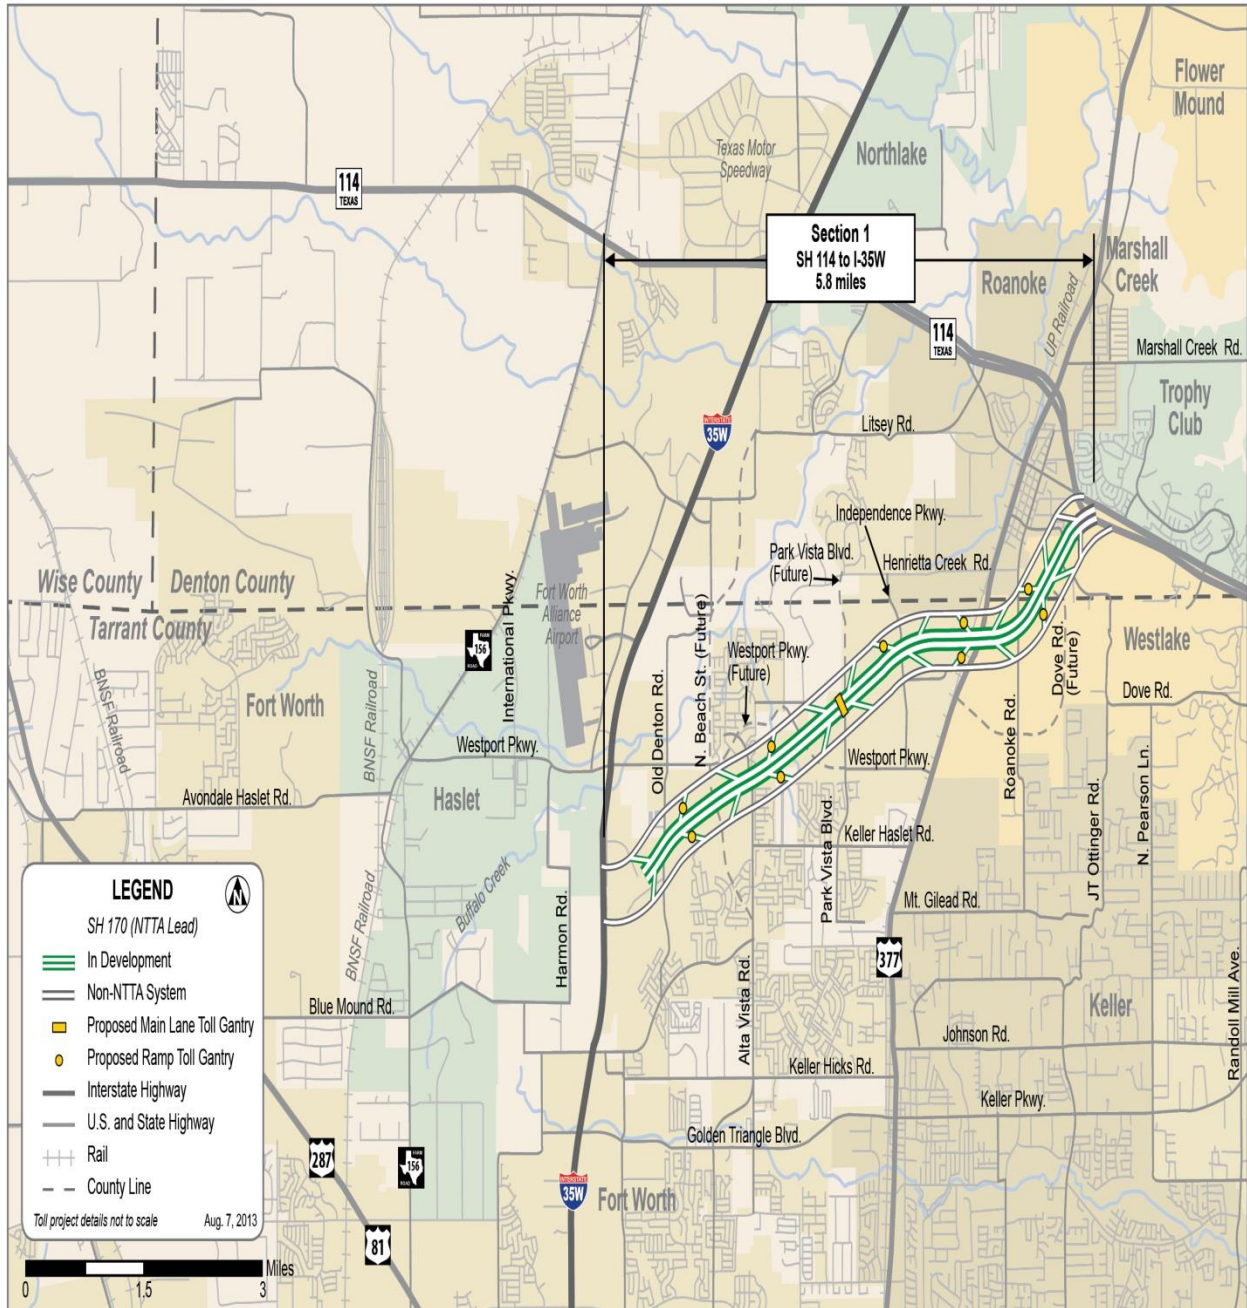 Flower
Mound
Texas Motor
Speedway
Northlake
114
TEXAS
Section 1
SH 114 to I-35W
5.8 miles
Marshall
Creek
Roanoke
UP Railroad
114
TEXAS
Marshall Creek Rd.
Trophy
Club
INTERSTATE
35W
Litsey Rd.
Independence Pkwy.
Park Vista Blvd.
(Future)
Henrietta Creek Rd.
Wise County
Denton County
Tarrant County
International Pkwy.
Fort Worth
Alliance
Airport
FARM
156
ROAD
N. Beach St. (Future)
Westport Pkwy.
(Future)
Old Denton Rd.
Dove Rd.
(Future)
Westlake
Dove Rd.
BNSF Railroad
Fort Worth
BNSF Railroad
Westport Pkwy.
Westport Pkwy.
Roanoke Rd.
Avondale Haslet Rd.
Haslet
JT Ottinger Rd.
N. Pearson Ln.
Park Vista Blvd.
Keller Haslet Rd.
Buffalo Creek
BNSF Railroad
Harmon Rd.
Mt. Gilead Rd.
377
Alta Vista Rd.
Blue Mound Rd.
Keller
Randoll Mill Ave.
Johnson Rd.
Keller Hicks Rd.
Keller Pkwy.
Golden Triangle Blvd.
287
FARM
156
ROAD
INTERSTATE
35W
Fort Worth
81
LEGEND
N
SH 170 (NTTA Lead)
In Development
Non-NTTA System
Proposed Main Lane Toll Gantry
Proposed Ramp Toll Gantry
Interstate Highway
U.S. and State Highway
Rail
County Line
Toll project details not to scale
Aug. 7, 2013
Miles
0 1.5 3